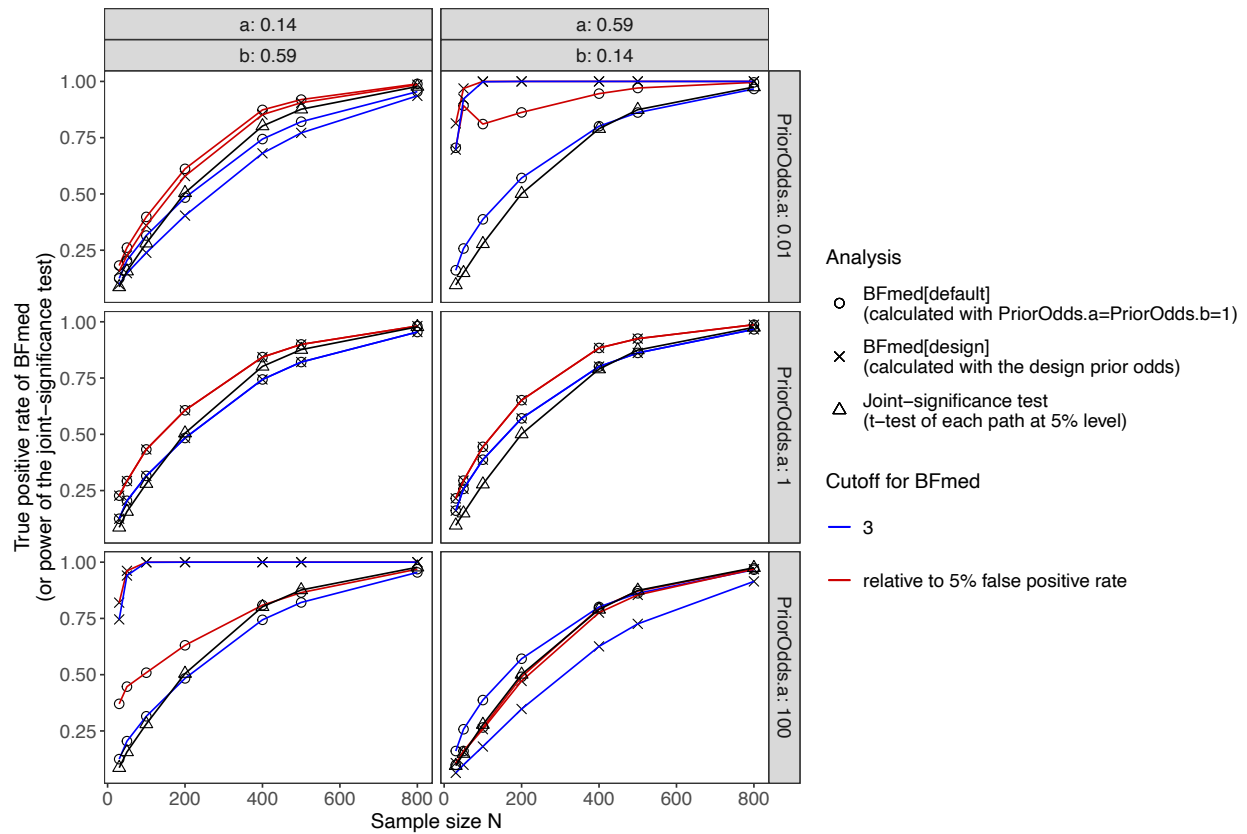 a: 0.14
a: 0.59
b: 0.59
b: 0.14
1.00
0.75
0.50
0.25
PriorOdds.a: 0.01
1.00
0.75
0.50
0.25
PriorOdds.a: 1
1.00
0.75
0.50
0.25
PriorOdds.a: 100
True positive rate of BFmed
(or power of the joint−significance test)
0 200 400 600 800
0 200 400 600 800
Sample size N
Analysis
BFmed[default]
(calculated with PriorOdds.a=PriorOdds.b=1)
BFmed[design]
(calculated with the design prior odds)
Joint−significance test
(t−test of each path at 5% level)
Cutoff for BFmed
3
relative to 5% false positive rate